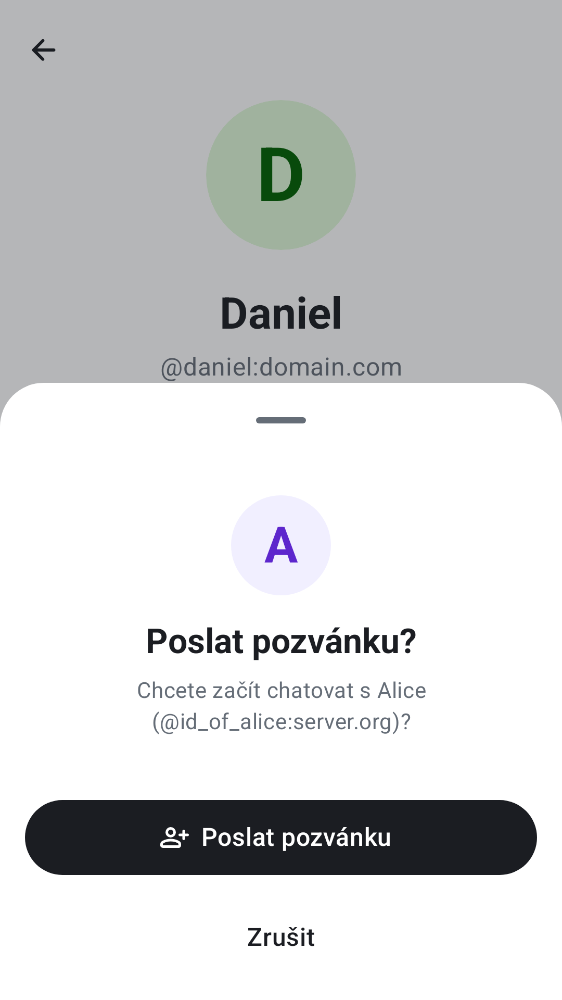 D
Daniel
@daniel:domain.com
A
Poslat pozvánku?
Chcete začít chatovat s Alice
(@id_of_alice:server.org)?
Poslat pozvánku
Zrušit